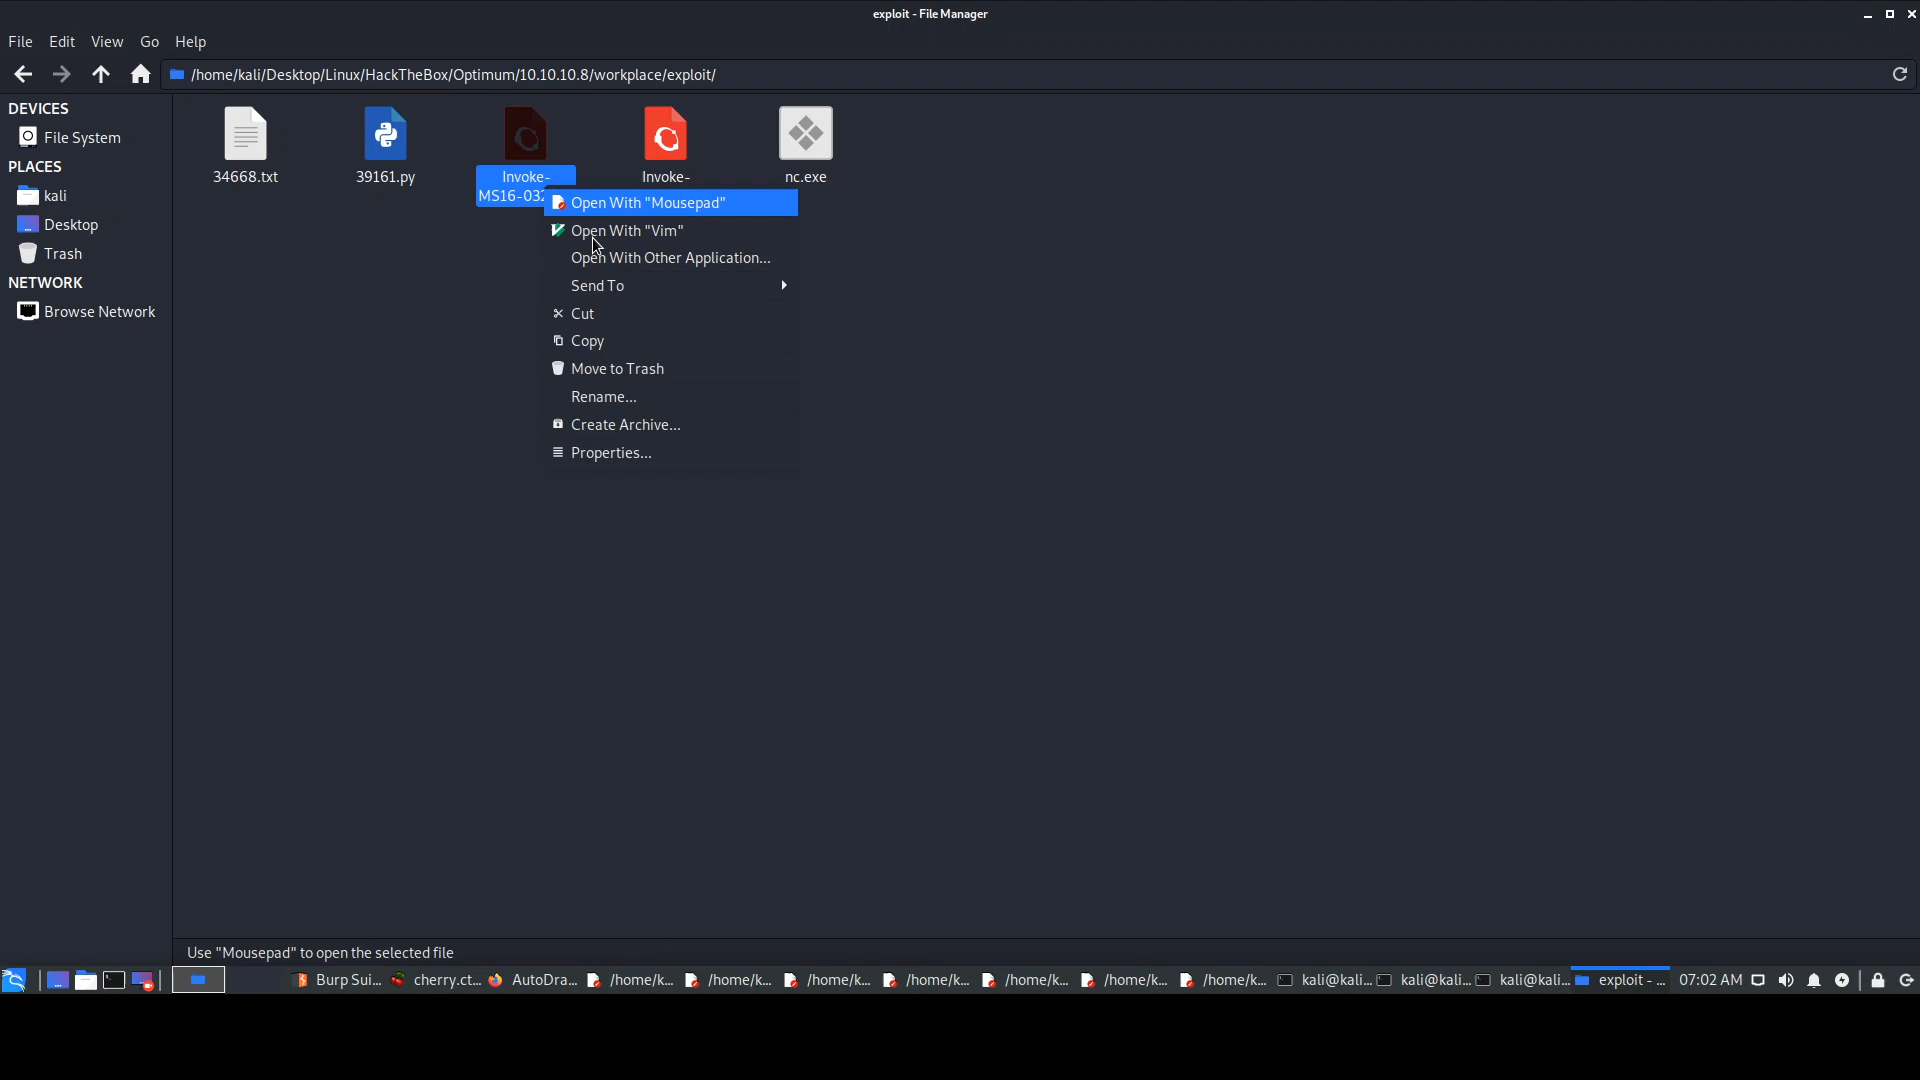 exploit - File Manager
File Edit View Go Help
/home/kali/Desktop/Linux/HackTheBox/Optimum/10.10.10.8/workplace/exploit/
DEVICES
File System
PLACES
kali
Desktop
Trash
NETWORK
Browse Network
34668.txt
39161.py
Invoke-
MS16-032
Invoke-
nc.exe
Open With "Mousepad"
Open With "Vim"
Open With Other Application...
Send To
Cut
Copy
Move to Trash
Rename...
Create Archive...
Properties...
Use "Mousepad" to open the selected file
Burp Sui... cherry.ct... AutoDra... /home/k... /home/k... /home/k... /home/k... /home/k... /home/k... /home/k... kali@kali... kali@kali... kali@kali... exploit - ... 07:02 AM